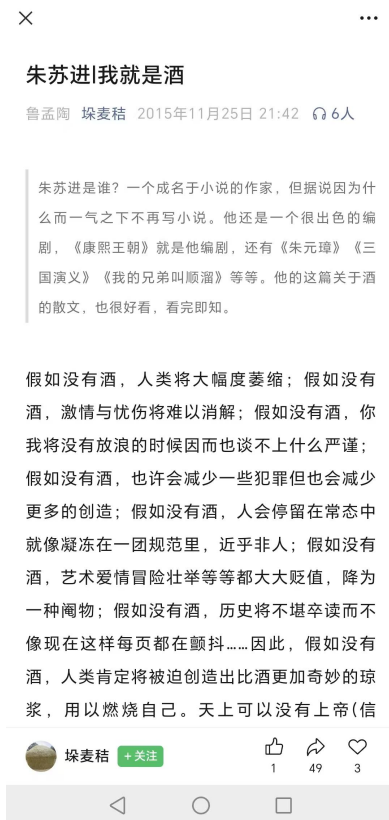 朱苏进|我就是酒
鲁孟陶 垛麦秸 2015年11月25日 21:42 6人
朱苏进是谁？一个成名于小说的作家，但据说因为什
么而一气之下不再写小说。他还是一个很出色的编
剧，《康熙王朝》就是他编剧，还有《朱元璋》《三
国演义》《我的兄弟叫顺溜》等等。他的这篇关于酒
的散文，也很好看，看完即知。
假如没有酒，人类将大幅度萎缩；假如没有
酒，激情与忧伤将难以消解；假如没有酒，你
我将没有放浪的时候因而也谈不上什么严谨；
假如没有酒，也许会减少一些犯罪但也会减少
更多的创造；假如没有酒，人会停留在常态中
就像凝冻在一团规范里，近乎非人；假如没有
酒，艺术爱情冒险壮举等等都大大贬值，降为
一种阉物；假如没有酒，历史将不堪卒读而不
像现在这样每页都在颤抖……因此，假如没有
酒，人类肯定将被迫创造出比酒更加奇妙的琼
浆，用以燃烧自己。天上可以没有上帝(信
垛麦秸 +关注
1 49 3